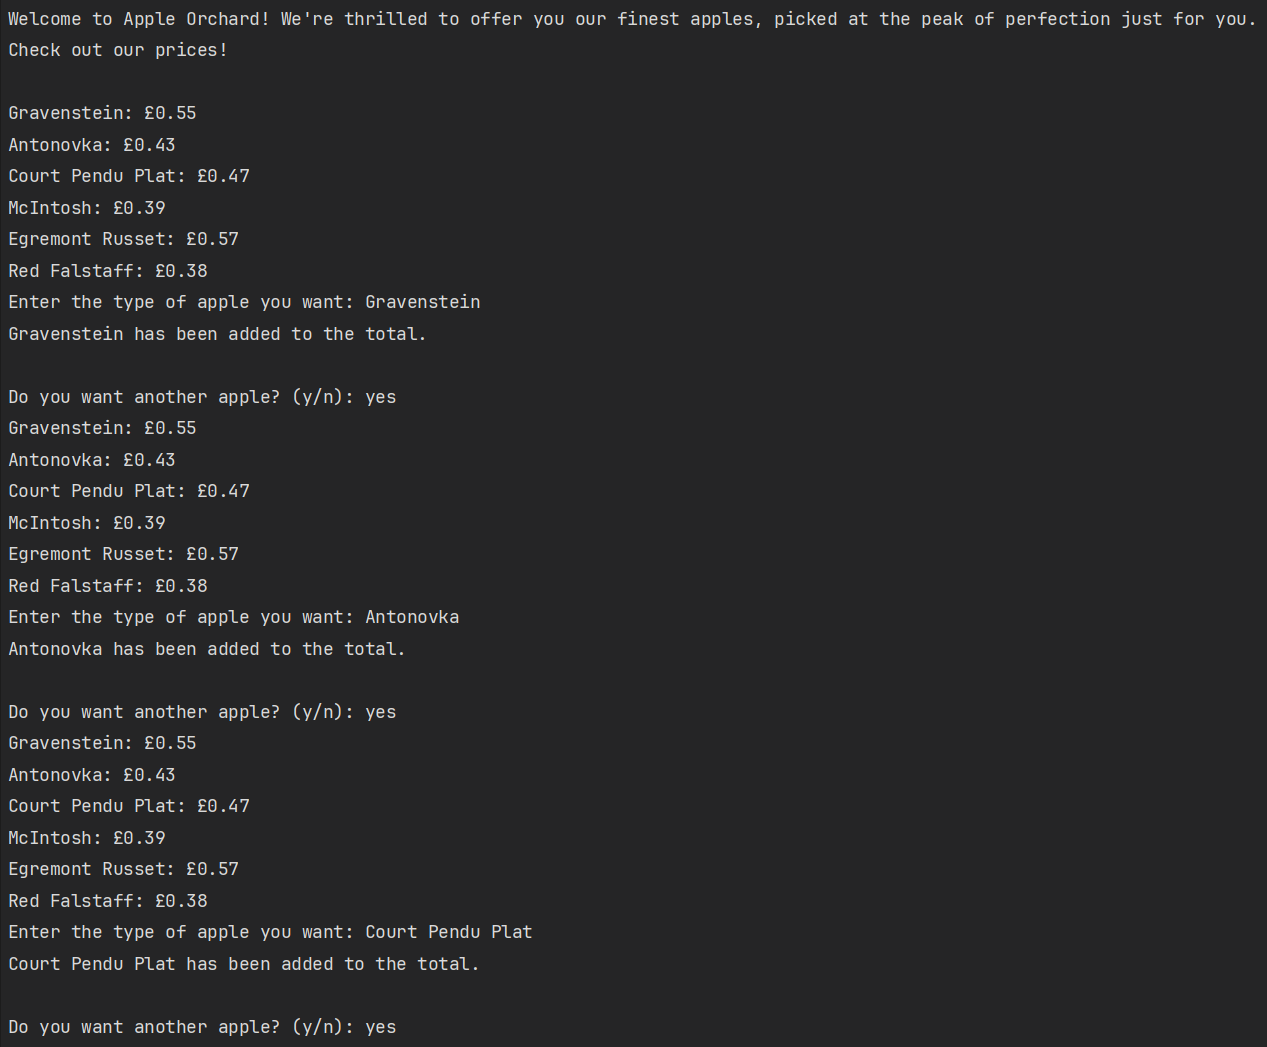 Welcome to Apple Orchard! We're thrilled to offer you our finest apples, picked at the peak of perfection just for you.
Check out our prices!
Gravenstein: £0.55
Antonovka: £0.43
Court Pendu Plat: £0.47
McIntosh: £0.39
Egremont Russet: £0.57
Red Falstaff: £0.38
Enter the type of apple you want: Gravenstein
Gravenstein has been added to the total.
Do you want another apple? (y/n): yes
Gravenstein: £0.55
Antonovka: £0.43
Court Pendu Plat: £0.47
McIntosh: £0.39
Egremont Russet: £0.57
Red Falstaff: £0.38
Enter the type of apple you want: Antonovka
Antonovka has been added to the total.
Do you want another apple? (y/n): yes
Gravenstein: £0.55
Antonovka: £0.43
Court Pendu Plat: £0.47
McIntosh: £0.39
Egremont Russet: £0.57
Red Falstaff: £0.38
Enter the type of apple you want: Court Pendu Plat
Court Pendu Plat has been added to the total.
Do you want another apple? (y/n): yes